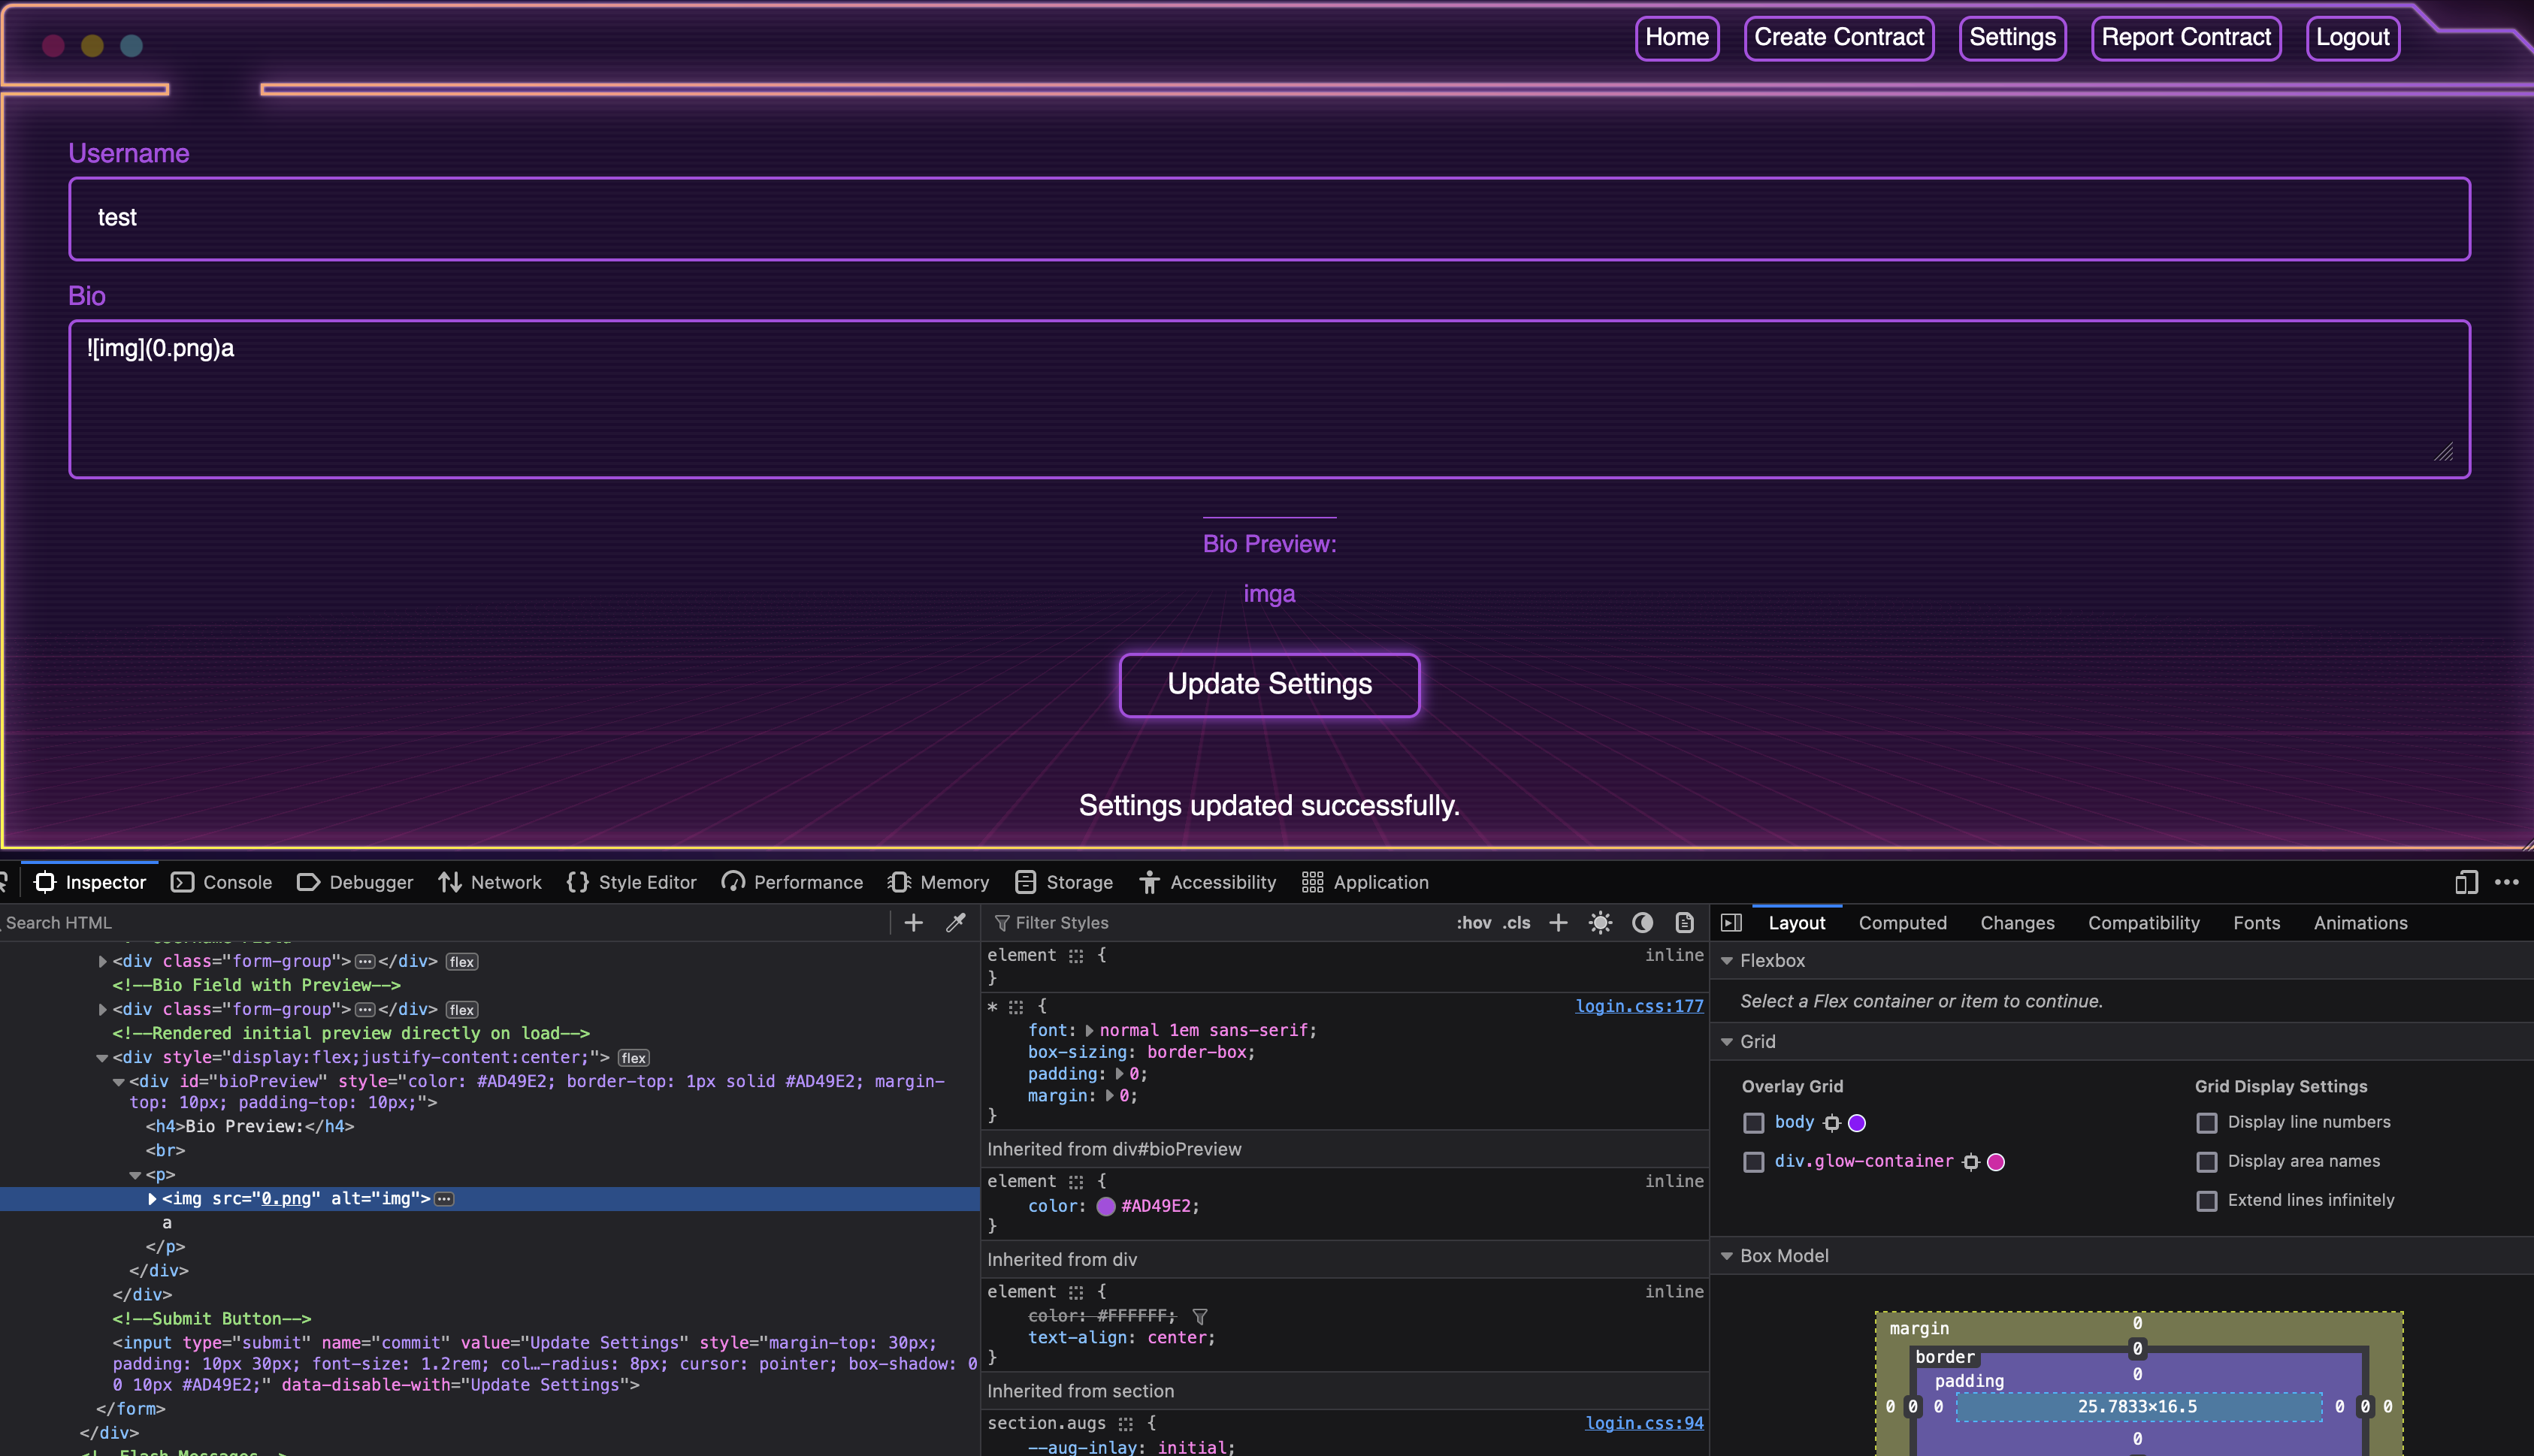 Home Create Contract Settings Report Contract Logout
Username
test
Bio
![img](0.png)a
Bio Preview:
imga
Update Settings
Settings updated successfully.
Inspector Console Debugger Network Style Editor Performance Memory Storage Accessibility Application
Search HTML
<div class="form-group"></div> flex
<!--Bio Field with Preview-->
<div class="form-group"></div> flex
<!--Rendered initial preview directly on load-->
<div style="display:flex;justify-content:center;"> flex
<div id="bioPreview" style="color: #AD49E2; border-top: 1px solid #AD49E2; margin-
top: 10px; padding-top: 10px;">
<h4>Bio Preview:</h4>
<br>
<p>
<img src="0.png" alt="img">
a
</p>
</div>
</div>
<!--Submit Button-->
<input type="submit" name="commit" value="Update Settings" style="margin-top: 30px;
padding: 10px 30px; font-size: 1.2rem; col…-radius: 8px; cursor: pointer; box-shadow: 0
0 10px #AD49E2;" data-disable-with="Update Settings">
</form>
</div>
Filter Styles :hov .cls
element { inline
}
* { login.css:177
font: normal 1em sans-serif;
box-sizing: border-box;
padding: 0;
margin: 0;
}
Inherited from div#bioPreview
element { inline
color: #AD49E2;
}
Inherited from div
element { inline
color: #FFFFFF;
text-align: center;
}
Inherited from section
section.augs { login.css:94
--aug-inlay: initial;
Layout Computed Changes Compatibility Fonts Animations
Flexbox
Select a Flex container or item to continue.
Grid
Overlay Grid
body
div.glow-container
Grid Display Settings
Display line numbers
Display area names
Extend lines infinitely
Box Model
margin 0
border 0
padding 0
0 0 0 25.7833×16.5 0 0 0
0